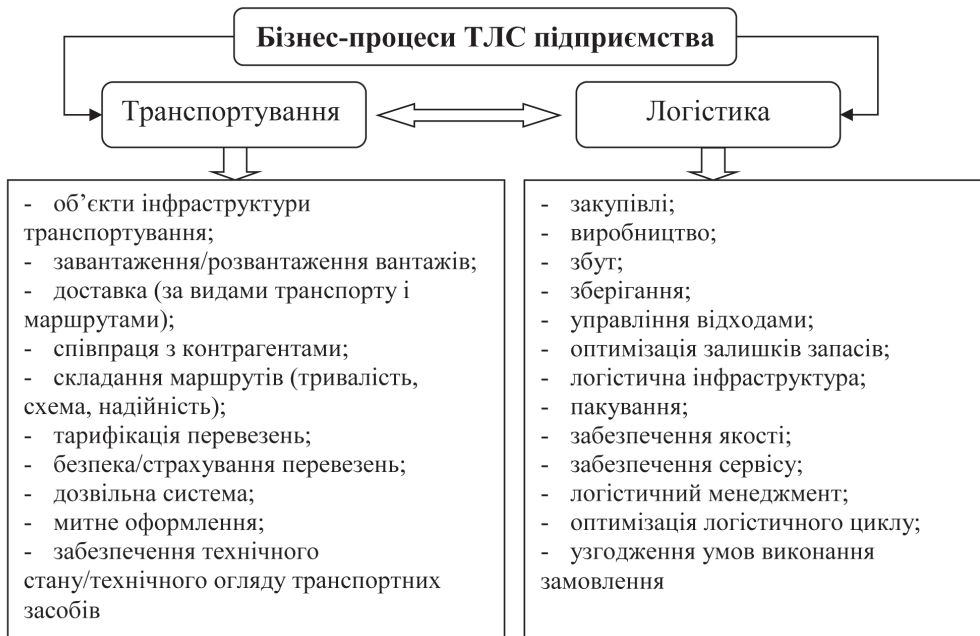 Бізнес-процеси ТЛС підприємства
Транспортування
Логістика
- об’єкти інфраструктури
транспортування;
- завантаження/розвантаження вантажів;
- доставка (за видами транспорту і
маршрутами);
- співпраця з контрагентами;
- складання маршрутів (тривалість,
схема, надійність);
- тарифікація перевезень;
- безпека/страхування перевезень;
- дозвільна система;
- митне оформлення;
- забезпечення технічного
стану/технічного огляду транспортних
засобів
- закупівлі;
- виробництво;
- збут;
- зберігання;
- управління відходами;
- оптимізація залишків запасів;
- логістична інфраструктура;
- пакування;
- забезпечення якості;
- забезпечення сервісу;
- логістичний менеджмент;
- оптимізація логістичного циклу;
- узгодження умов виконання
замовлення